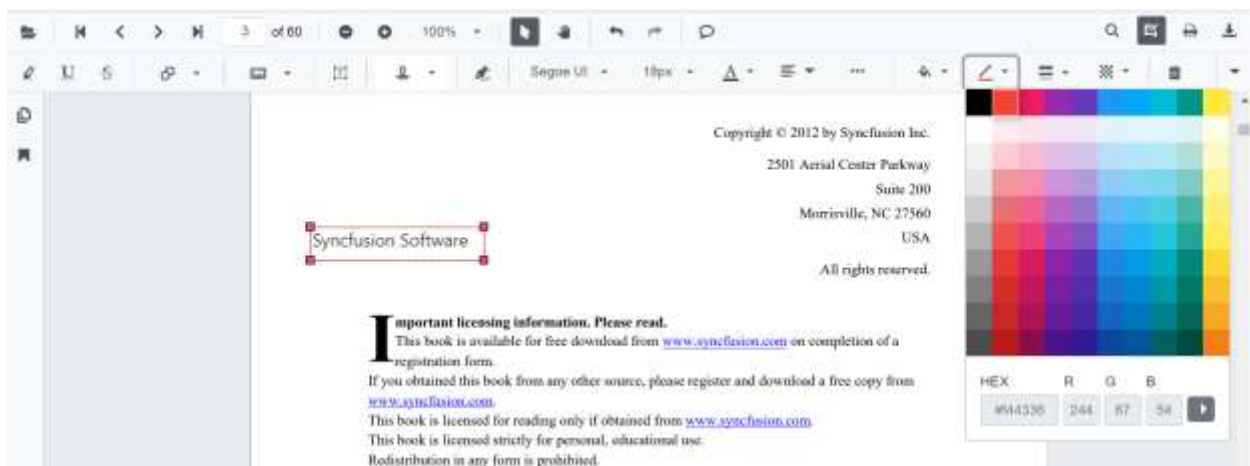 3 of 60 100%
U S Segoe UI 18px A
Copyright © 2012 by Syncfusion Inc.
2501 Aerial Center Parkway
Suite 200
Morrisville, NC 27560
USA
All rights reserved.
Syncfusion Software
Important licensing information. Please read.
This book is available for free download from www.syncfusion.com on completion of a
registration form.
If you obtained this book from any other source, please register and download a free copy from
www.syncfusion.com.
This book is licensed for reading only if obtained from www.syncfusion.com.
This book is licensed strictly for personal, educational use.
Redistribution in any form is prohibited.
HEX R G B
#f44336 244 67 54